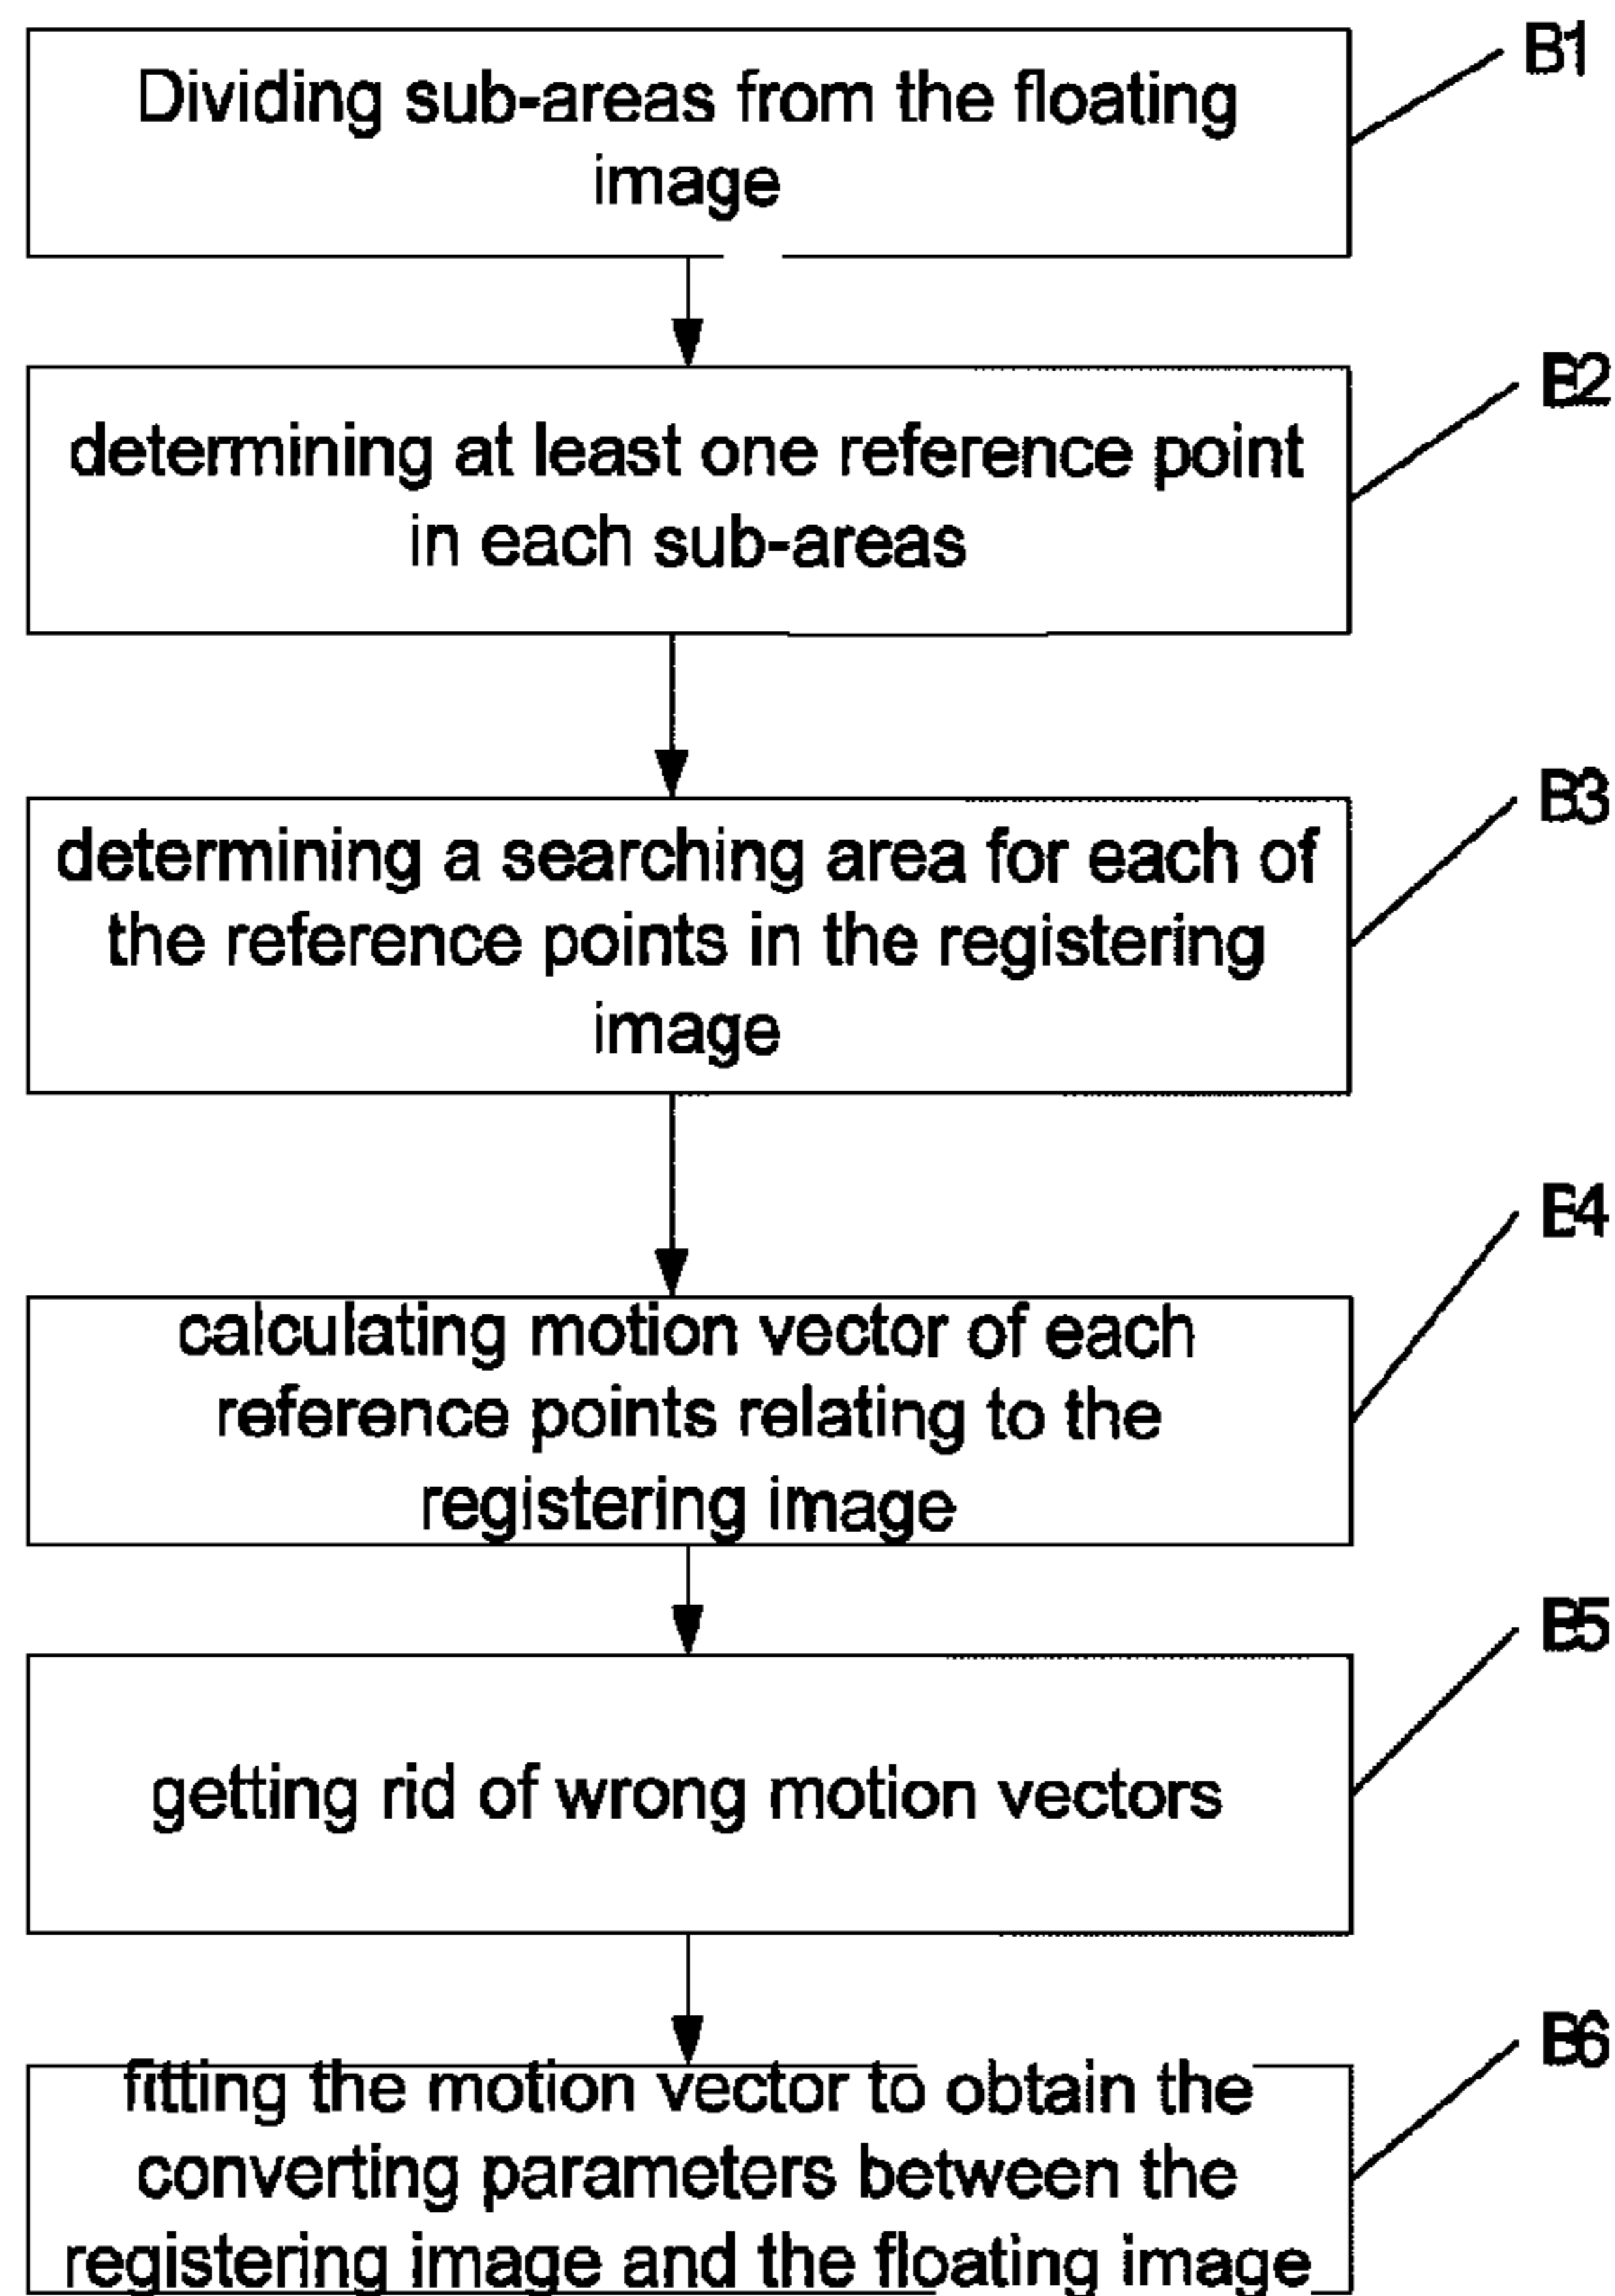 B1
Dividing sub-areas from the floating
image
B2
determining at least one reference point
in each sub-areas
B3
determining a searching area for each of
the reference points in the registering
image
B4
calculating motion vector of each
reference points relating to the
registering image
B5
getting rid of wrong motion vectors
B6
fitting the motion vector to obtain the
converting parameters between the
registering image and the floating image